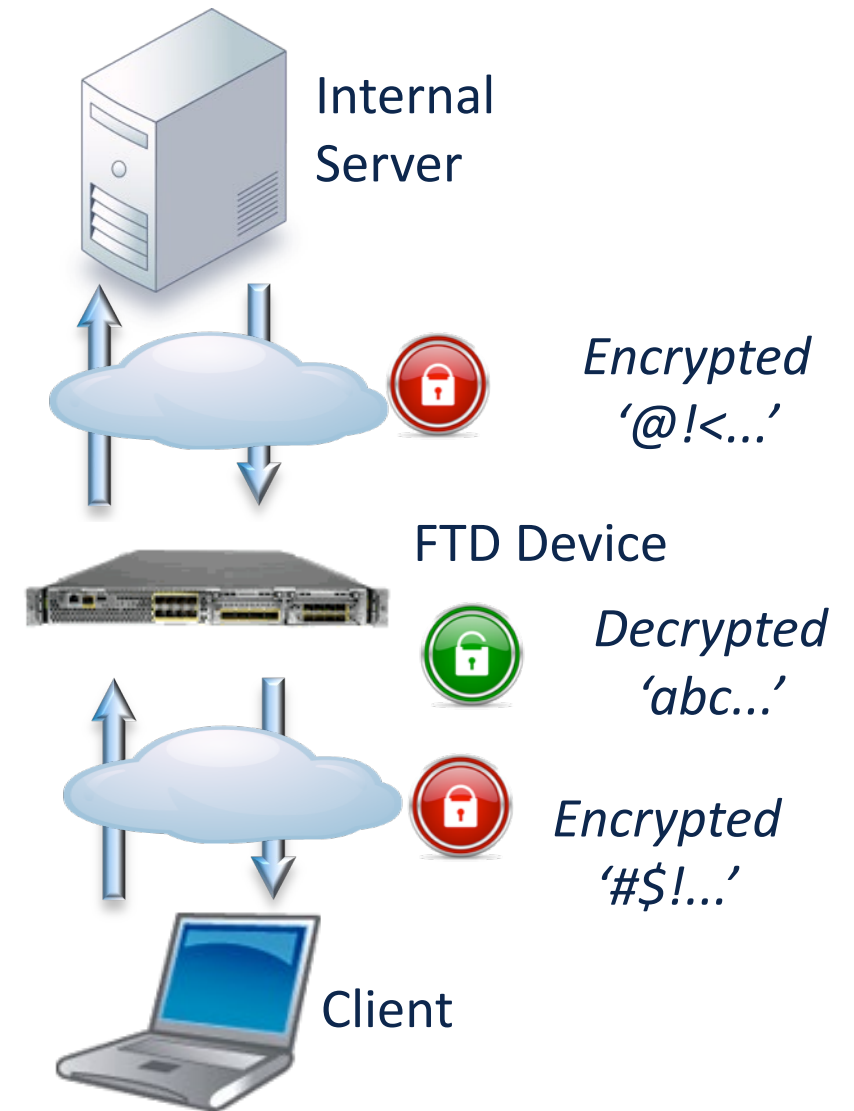 Internal
Server
Encrypted
‘@!<...’
FTD Device
Decrypted
‘abc...’
Encrypted
‘#$!...’
Client